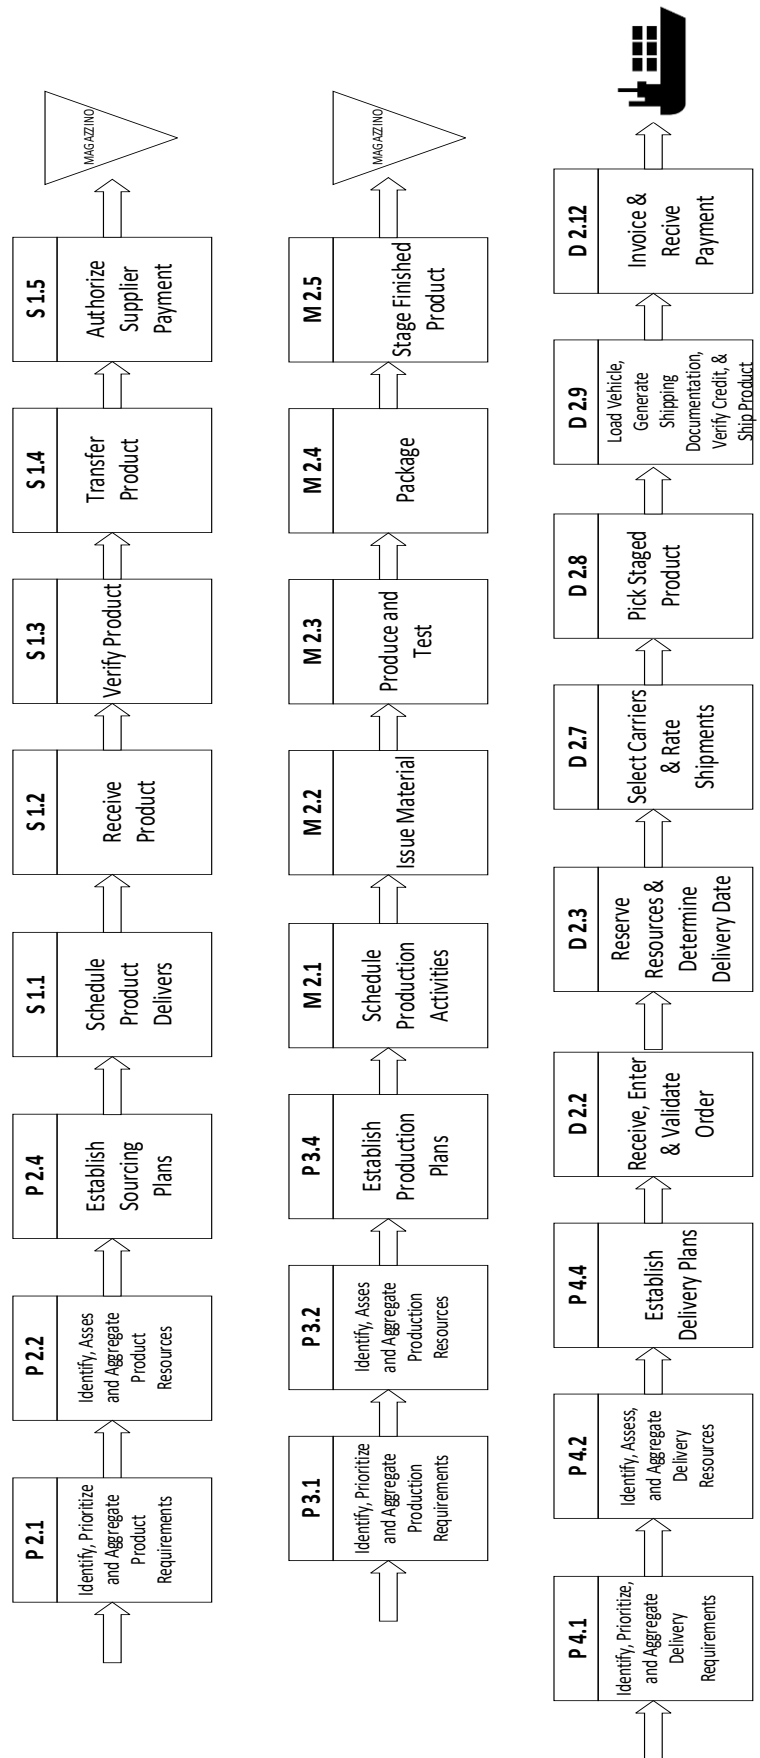 P 2.1
Identify, Prioritize
and Aggregate
Product
Requirements
P 2.2
Identify, Asses
and Aggregate
Product
Resources
P 2.4
Establish
Sourcing
Plans
S 1.1
Schedule
Product
Delivers
S 1.2
Receive
Product
S 1.3
Verify Product
S 1.4
Transfer
Product
S 1.5
Authorize
Supplier
Payment
MAGAZZINO
P 3.1
Identify, Prioritize
and Aggregate
Production
Requirements
P 3.2
Identify, Asses
and Aggregate
Production
Resources
P 3.4
Establish
Production
Plans
M 2.1
Schedule
Production
Activities
M 2.2
Issue Material
M 2.3
Produce and
Test
M 2.4
Package
M 2.5
Stage Finished
Product
MAGAZZINO
P 4.1
Identify, Prioritize,
and Aggregate
Delivery
Requirements
P 4.2
Identify, Assess,
and Aggregate
Delivery
Resources
P 4.4
Establish
Delivery Plans
D 2.2
Receive, Enter
& Validate
Order
D 2.3
Reserve
Resources &
Determine
Delivery Date
D 2.7
Select Carriers
& Rate
Shipments
D 2.8
Pick Staged
Product
D 2.9
Load Vehicle,
Generate
Shipping
Documentation,
Verify Credit, &
Ship Product
D 2.12
Invoice &
Recive
Payment